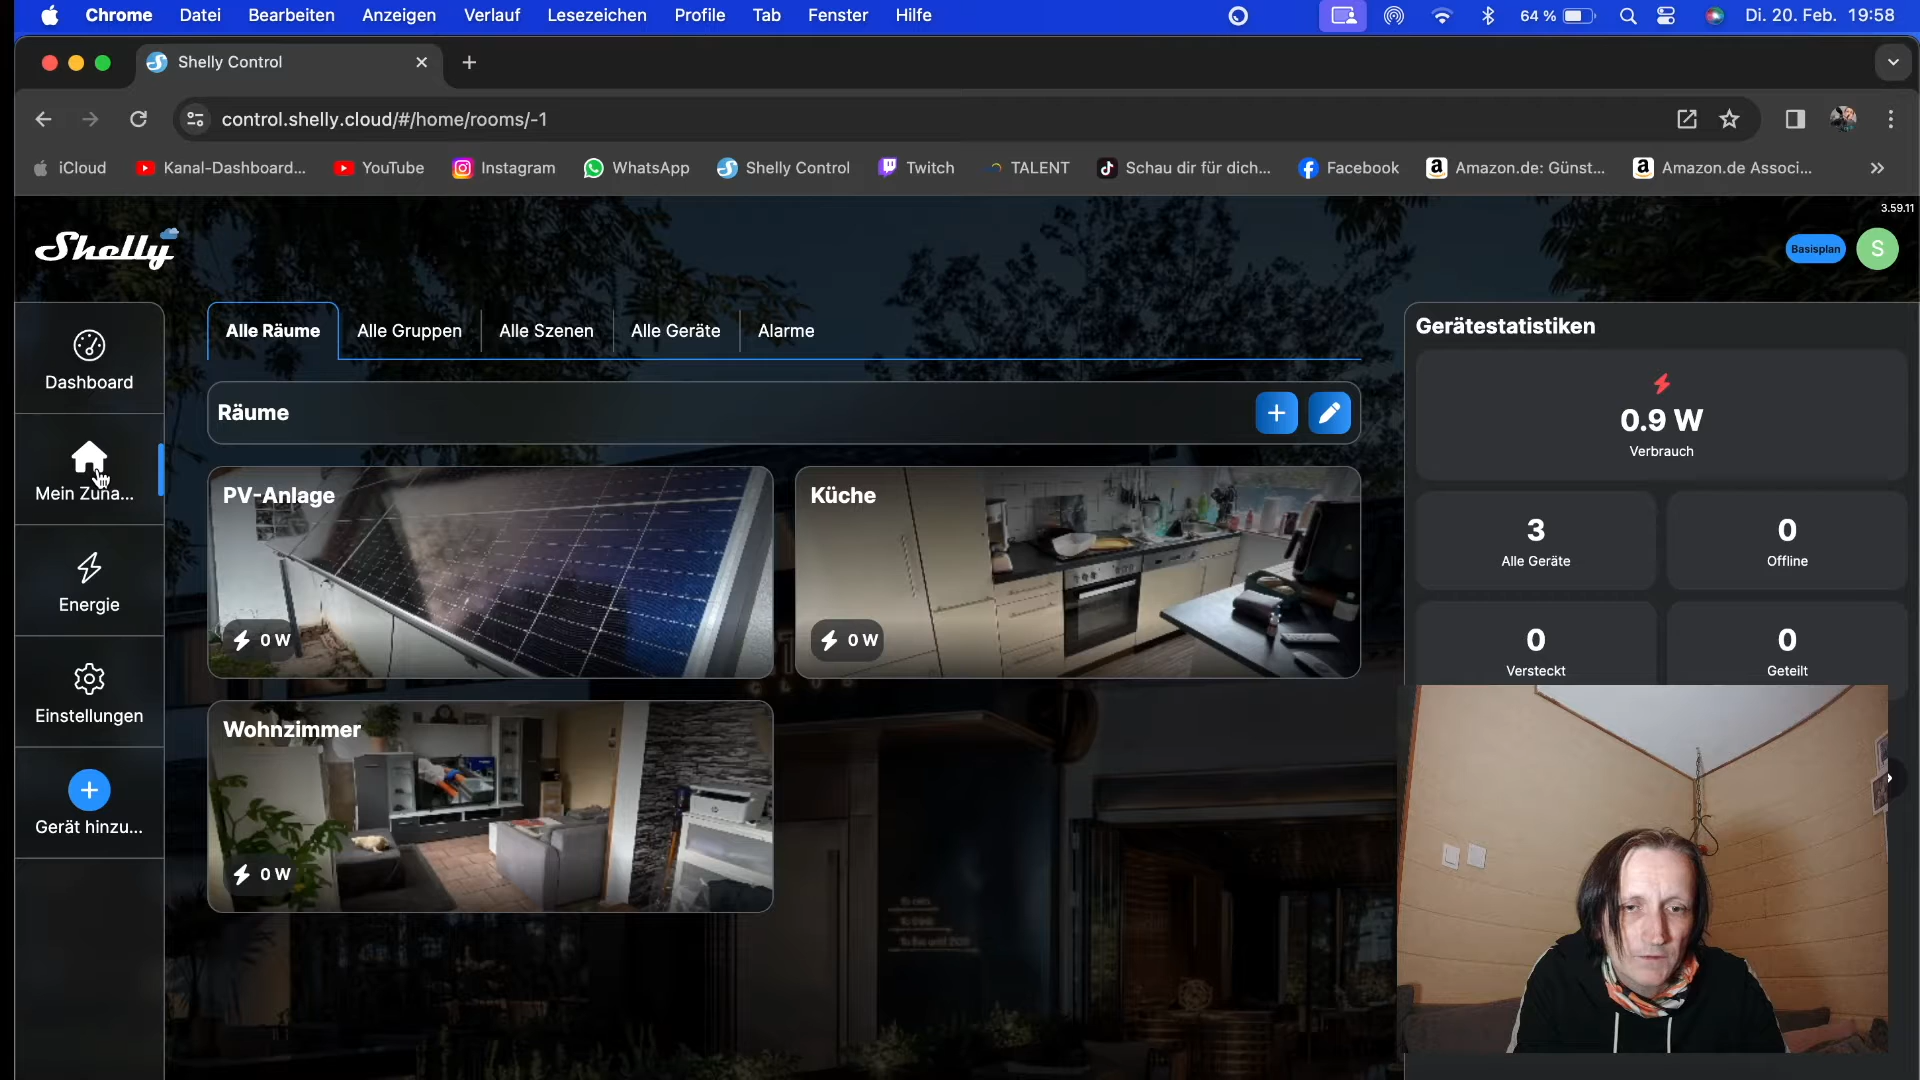 Chrome Datei Bearbeiten Anzeigen Verlauf Lesezeichen Profile Tab Fenster Hilfe 64 % Di. 20. Feb. 19:58
Shelly Control
control.shelly.cloud/#/home/rooms/-1
iCloud Kanal-Dashboard... YouTube Instagram WhatsApp Shelly Control Twitch TALENT Schau dir für dich... Facebook Amazon.de: Günst... Amazon.de Associ...
3.59.11
Shelly
Basisplan S
Dashboard
Mein Zuha...
Energie
Einstellungen
Gerät hinzu...
Alle Räume Alle Gruppen Alle Szenen Alle Geräte Alarme
Räume
PV-Anlage
0 W
Küche
0 W
Wohnzimmer
0 W
Gerätestatistiken
0.9 W
Verbrauch
3
Alle Geräte
0
Offline
0
Versteckt
0
Geteilt